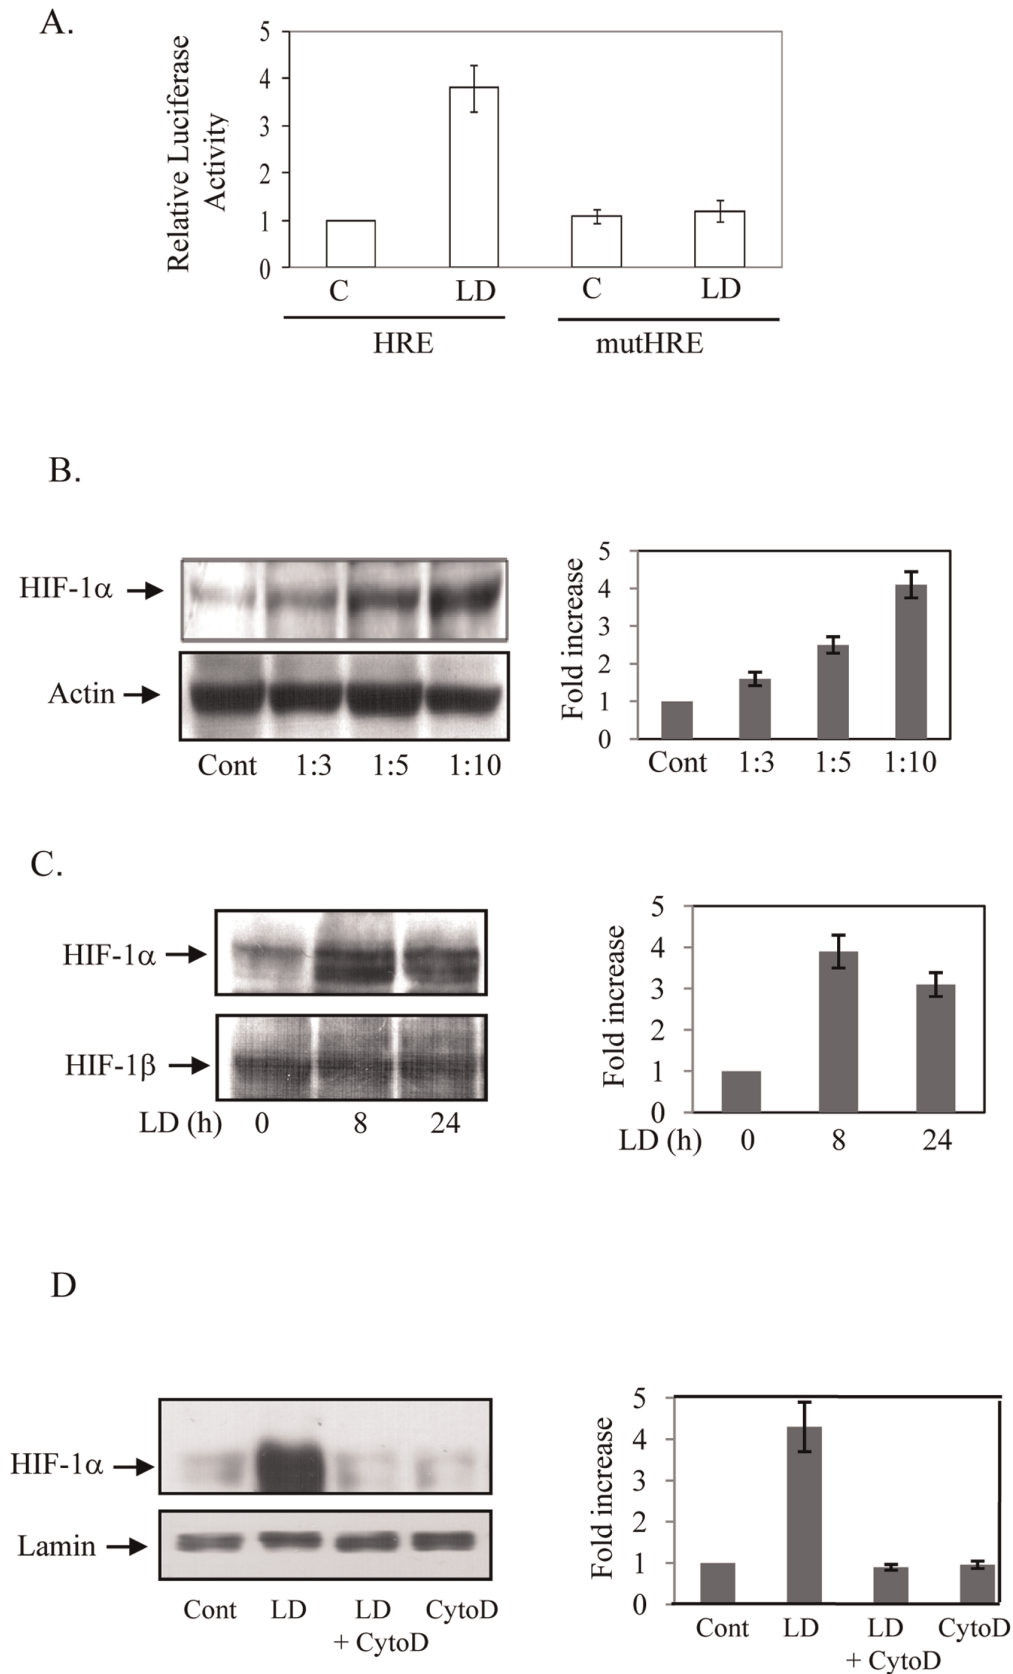 A.
Relative Luciferase
Activity
5
4
3
2
1
0
C LD C LD
HRE mutHRE
B.
HIF-1α
Actin
Cont 1:3 1:5 1:10
Fold increase
5
4
3
2
1
0
Cont 1:3 1:5 1:10
C.
HIF-1α
HIF-1β
LD (h) 0 8 24
Fold increase
5
4
3
2
1
0
LD (h) 0 8 24
D
HIF-1α
Lamin
Cont LD LD CytoD
+ CytoD
Fold increase
5
4
3
2
1
0
Cont LD LD CytoD
+ CytoD